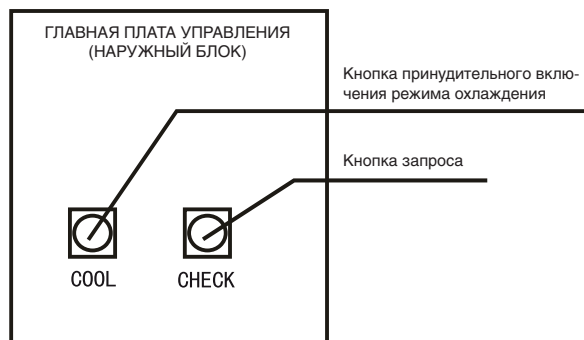 ГЛАВНАЯ ПЛАТА УПРАВЛЕНИЯ
(НАРУЖНЫЙ БЛОК)
Кнопка принудительного вклю-
чения режима охлаждения
Кнопка запроса
COOL
CHECK